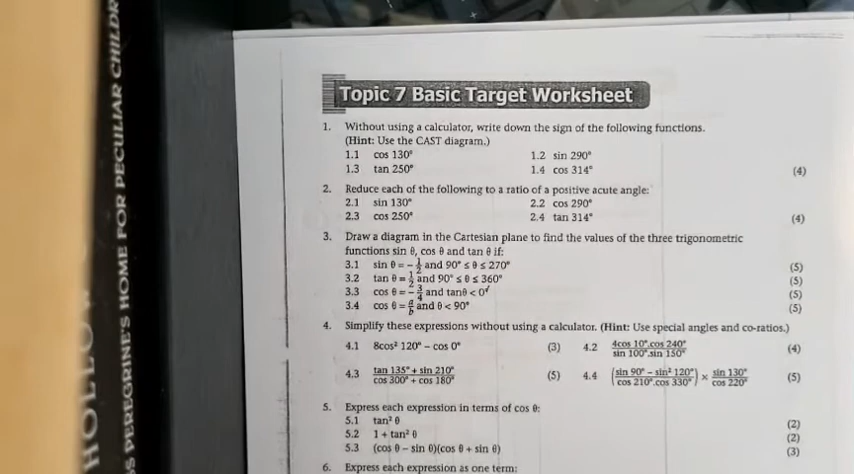 Topic 7 Basic Target Worksheet
1. Without using a calculator, write down the sign of the following functions.
(Hint: Use the CAST diagram.)
1.1 cos 130° 1.2 sin 290°
1.3 tan 250° 1.4 cos 314° (4)
2. Reduce each of the following to a ratio of a positive acute angle:
2.1 sin 130° 2.2 cos 290°
2.3 cos 250° 2.4 tan 314° (4)
3. Draw a diagram in the Cartesian plane to find the values of the three trigonometric
functions sin θ, cos θ and tan θ if:
3.1 sin θ = -1/2 and 90° ≤ θ ≤ 270° (5)
3.2 tan θ = 1/2 and 90° ≤ θ ≤ 360° (5)
3.3 cos θ = -3/4 and tanθ < 0 (5)
3.4 cos θ = a/b and θ < 90° (5)
4. Simplify these expressions without using a calculator. (Hint: Use special angles and co-ratios.)
4.1 8cos² 120° – cos 0° (3) 4.2 4cos 10°.cos 240° / sin 100°.sin 150° (4)
4.3 tan 135° + sin 210° / cos 300° + cos 180° (5) 4.4 (sin 90° – sin² 120° / cos 210°.cos 330°) × sin 130° / cos 220° (5)
5. Express each expression in terms of cos θ:
5.1 tan² θ (2)
5.2 1 + tan² θ (2)
5.3 (cos θ – sin θ)(cos θ + sin θ) (3)
6. Express each expression as one term:
HOLLOW
PEREGRINE'S HOME FOR PECULIAR